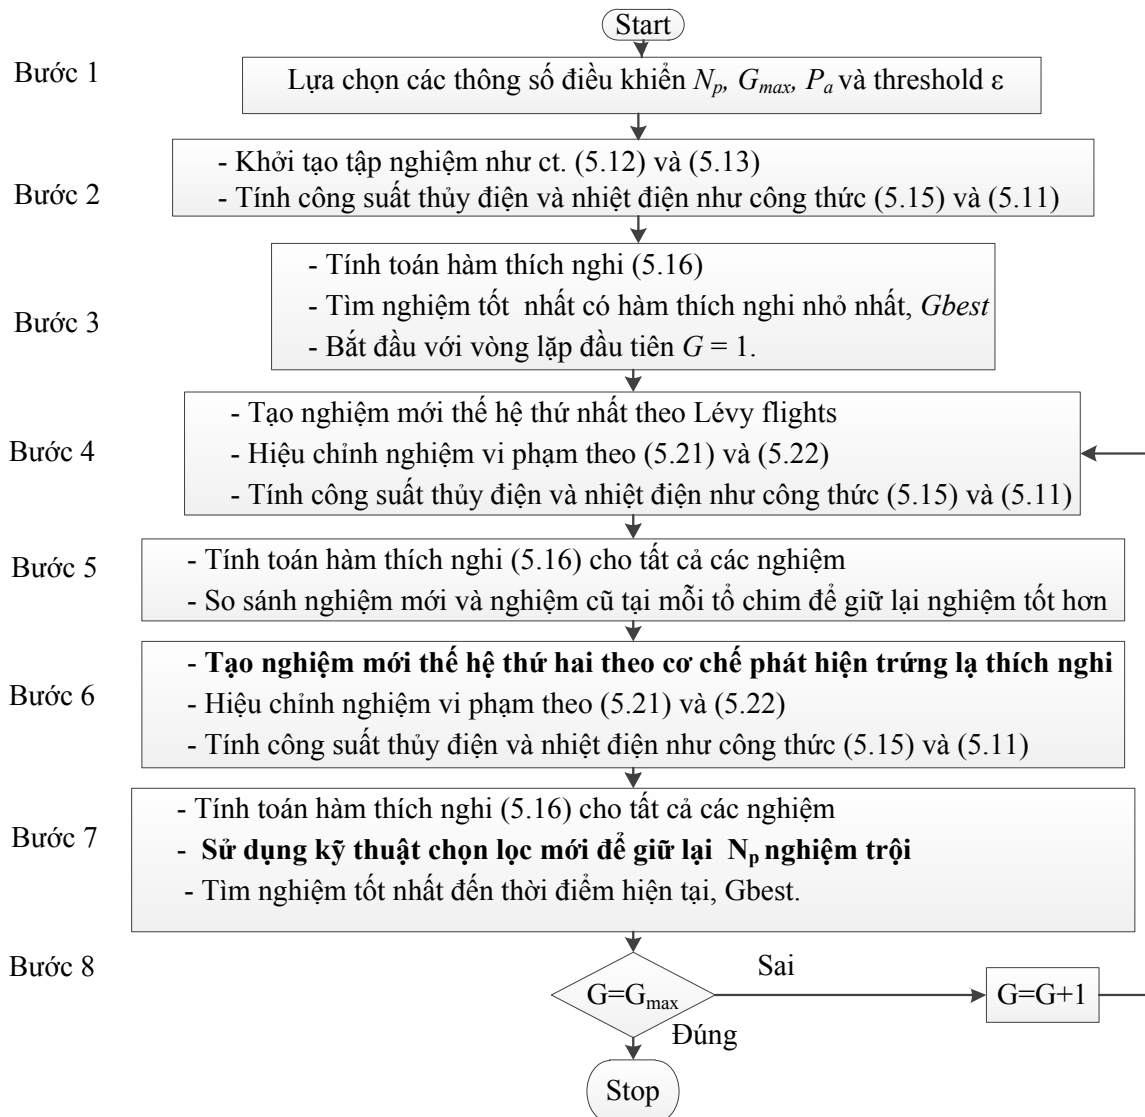 Start
Bước 1
Lựa chọn các thông số điều khiển Np, Gmax, Pa và threshold ε
Bước 2
- Khởi tạo tập nghiệm như ct. (5.12) và (5.13)
- Tính công suất thủy điện và nhiệt điện như công thức (5.15) và (5.11)
Bước 3
- Tính toán hàm thích nghi (5.16)
- Tìm nghiệm tốt nhất có hàm thích nghi nhỏ nhất, Gbest
- Bắt đầu với vòng lặp đầu tiên G = 1.
Bước 4
- Tạo nghiệm mới thế hệ thứ nhất theo Lévy flights
- Hiệu chỉnh nghiệm vi phạm theo (5.21) và (5.22)
- Tính công suất thủy điện và nhiệt điện như công thức (5.15) và (5.11)
Bước 5
- Tính toán hàm thích nghi (5.16) cho tất cả các nghiệm
- So sánh nghiệm mới và nghiệm cũ tại mỗi tổ chim để giữ lại nghiệm tốt hơn
Bước 6
- Tạo nghiệm mới thế hệ thứ hai theo cơ chế phát hiện trứng lạ thích nghi
- Hiệu chỉnh nghiệm vi phạm theo (5.21) và (5.22)
- Tính công suất thủy điện và nhiệt điện như công thức (5.15) và (5.11)
Bước 7
- Tính toán hàm thích nghi (5.16) cho tất cả các nghiệm
- Sử dụng kỹ thuật chọn lọc mới để giữ lại Np nghiệm trội
- Tìm nghiệm tốt nhất đến thời điểm hiện tại, Gbest.
Bước 8
G=Gmax
Sai
G=G+1
Đúng
Stop